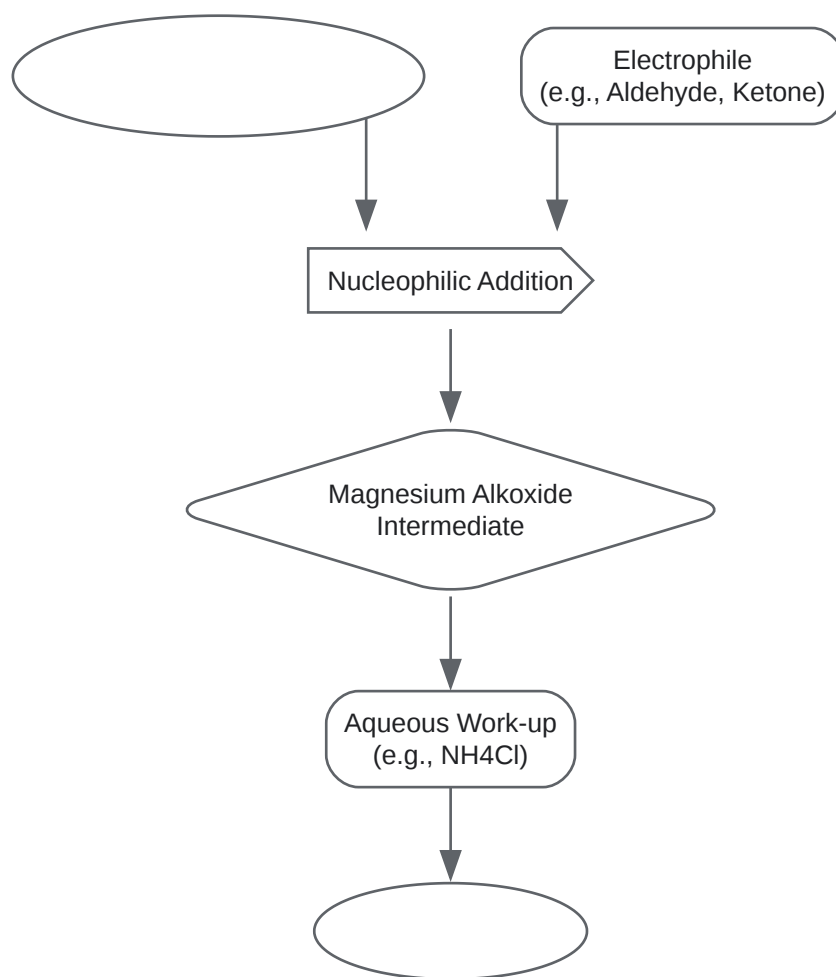 Electrophile
(e.g., Aldehyde, Ketone)
Nucleophilic Addition
Magnesium Alkoxide
Intermediate
Aqueous Work-up
(e.g., NH4Cl)